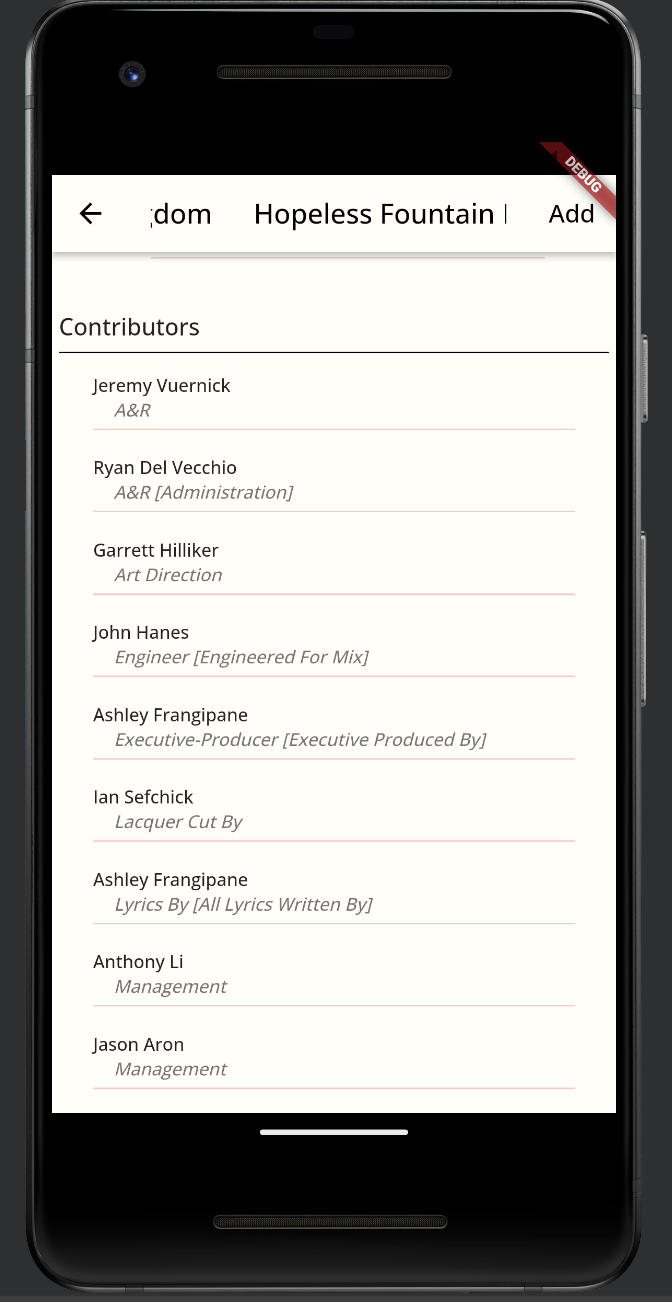 DEBUG
dom Hopeless Fountain Add
Contributors
Jeremy Vuernick
A&R
Ryan Del Vecchio
A&R [Administration]
Garrett Hilliker
Art Direction
John Hanes
Engineer [Engineered For Mix]
Ashley Frangipane
Executive-Producer [Executive Produced By]
Ian Sefchick
Lacquer Cut By
Ashley Frangipane
Lyrics By [All Lyrics Written By]
Anthony Li
Management
Jason Aron
Management